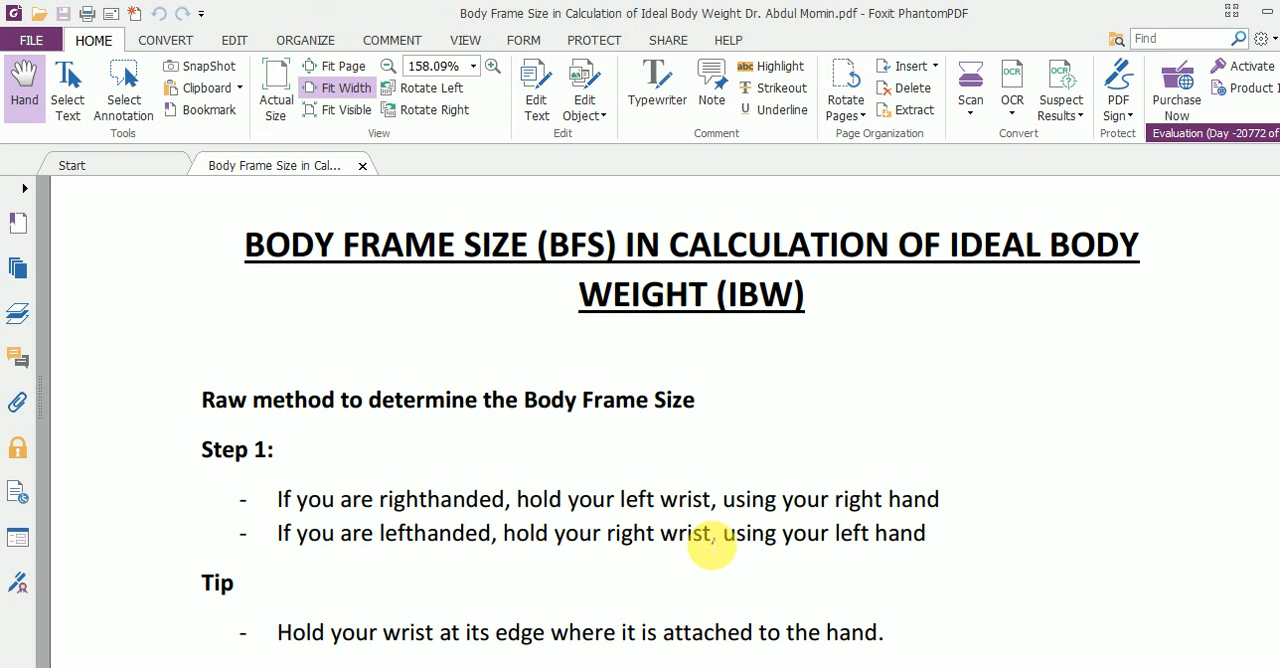 Body Frame Size in Calculation of Ideal Body Weight Dr. Abdul Momin.pdf - Foxit PhantomPDF
FILE HOME CONVERT EDIT ORGANIZE COMMENT VIEW FORM PROTECT SHARE HELP Find
Hand
Select Text
Select Annotation
SnapShot
Clipboard
Bookmark
Tools
Actual Size
Fit Page
Fit Width
Fit Visible
158.09%
Rotate Left
Rotate Right
View
Edit Text
Edit Object
Edit
Typewriter
Note
abc Highlight
Strikeout
U Underline
Comment
Rotate Pages
Insert
Delete
Extract
Page Organization
Scan
OCR OCR
Suspect Results
Convert
PDF Sign
Protect
Purchase Now
Activate
Product
Evaluation (Day -20772 of
Start
Body Frame Size in Cal...
BODY FRAME SIZE (BFS) IN CALCULATION OF IDEAL BODY
WEIGHT (IBW)
Raw method to determine the Body Frame Size
Step 1:
- If you are righthanded, hold your left wrist, using your right hand
- If you are lefthanded, hold your right wrist, using your left hand
Tip
- Hold your wrist at its edge where it is attached to the hand.